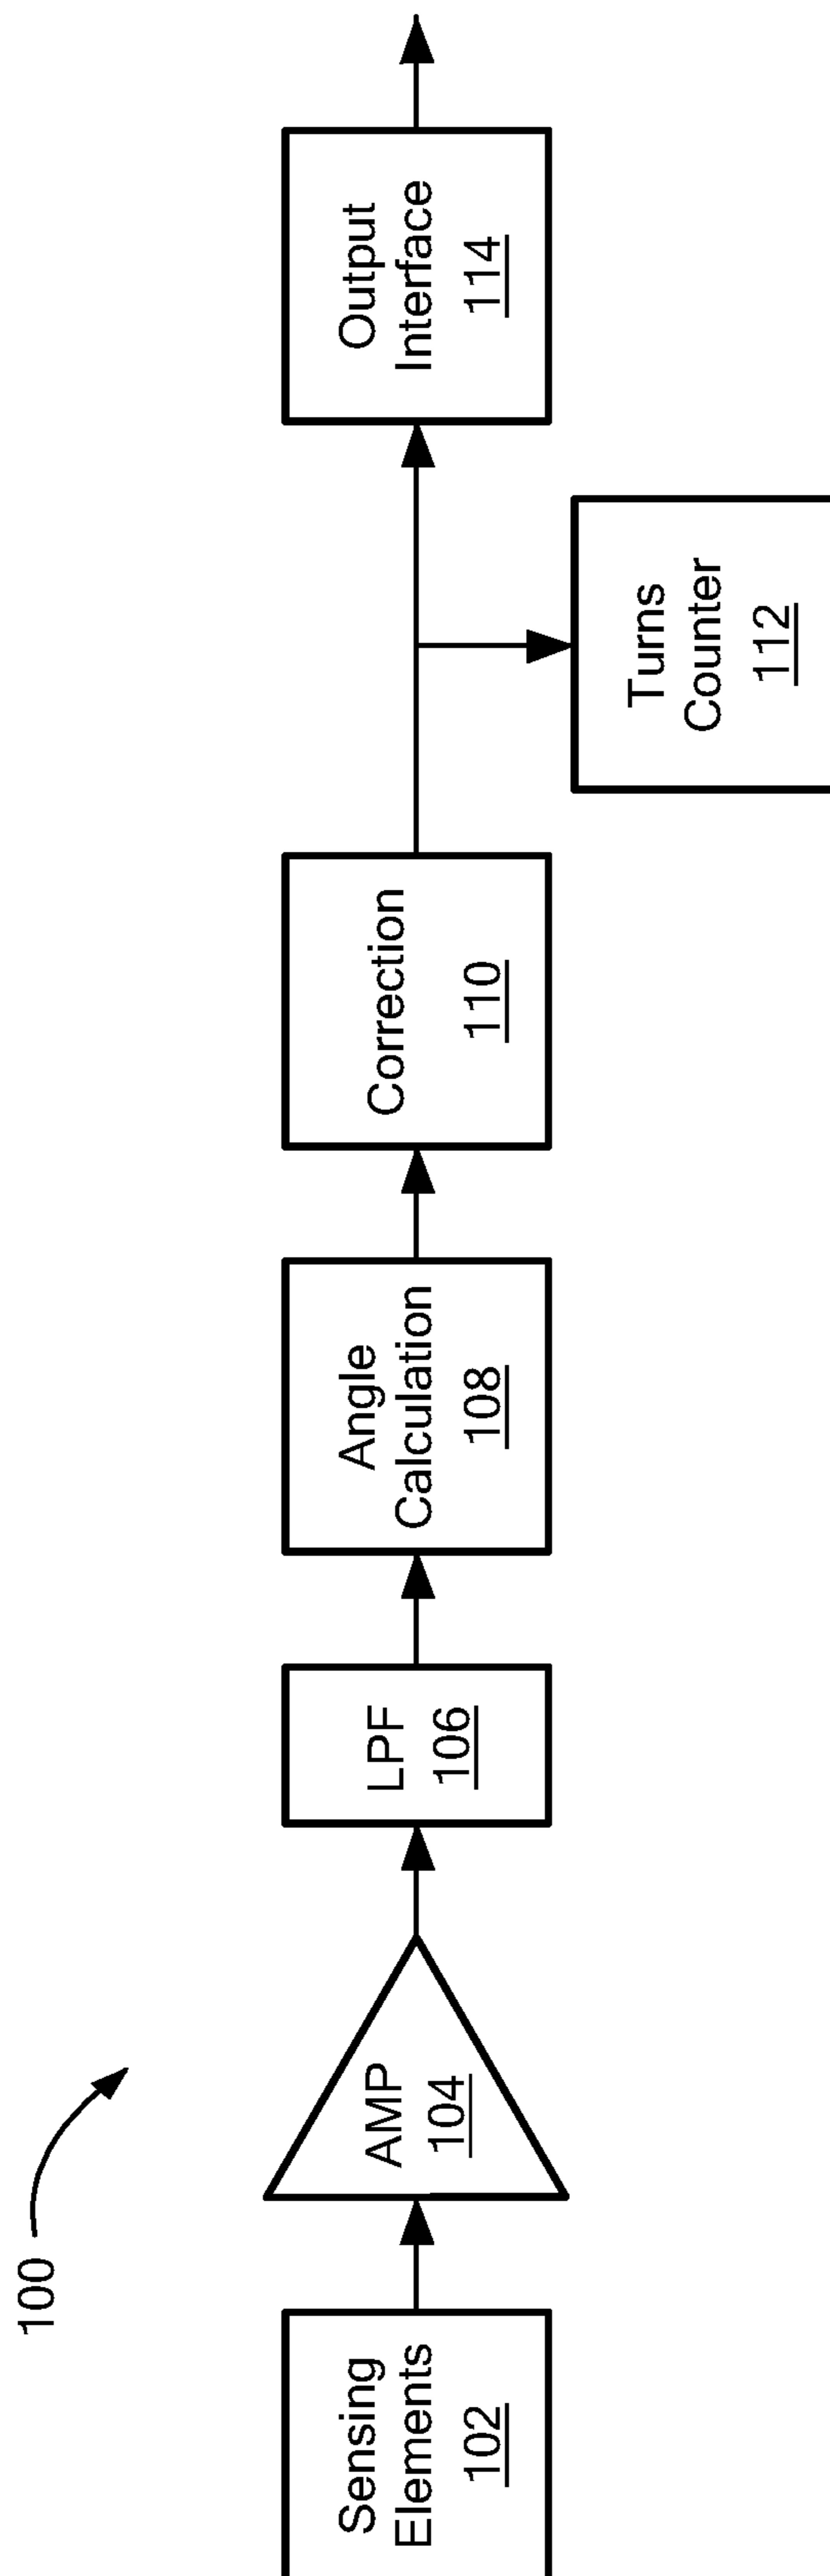 100
Sensing
Elements
102
AMP
104
LPF
106
Angle
Calculation
108
Correction
110
Turns
Counter
112
Output
Interface
114